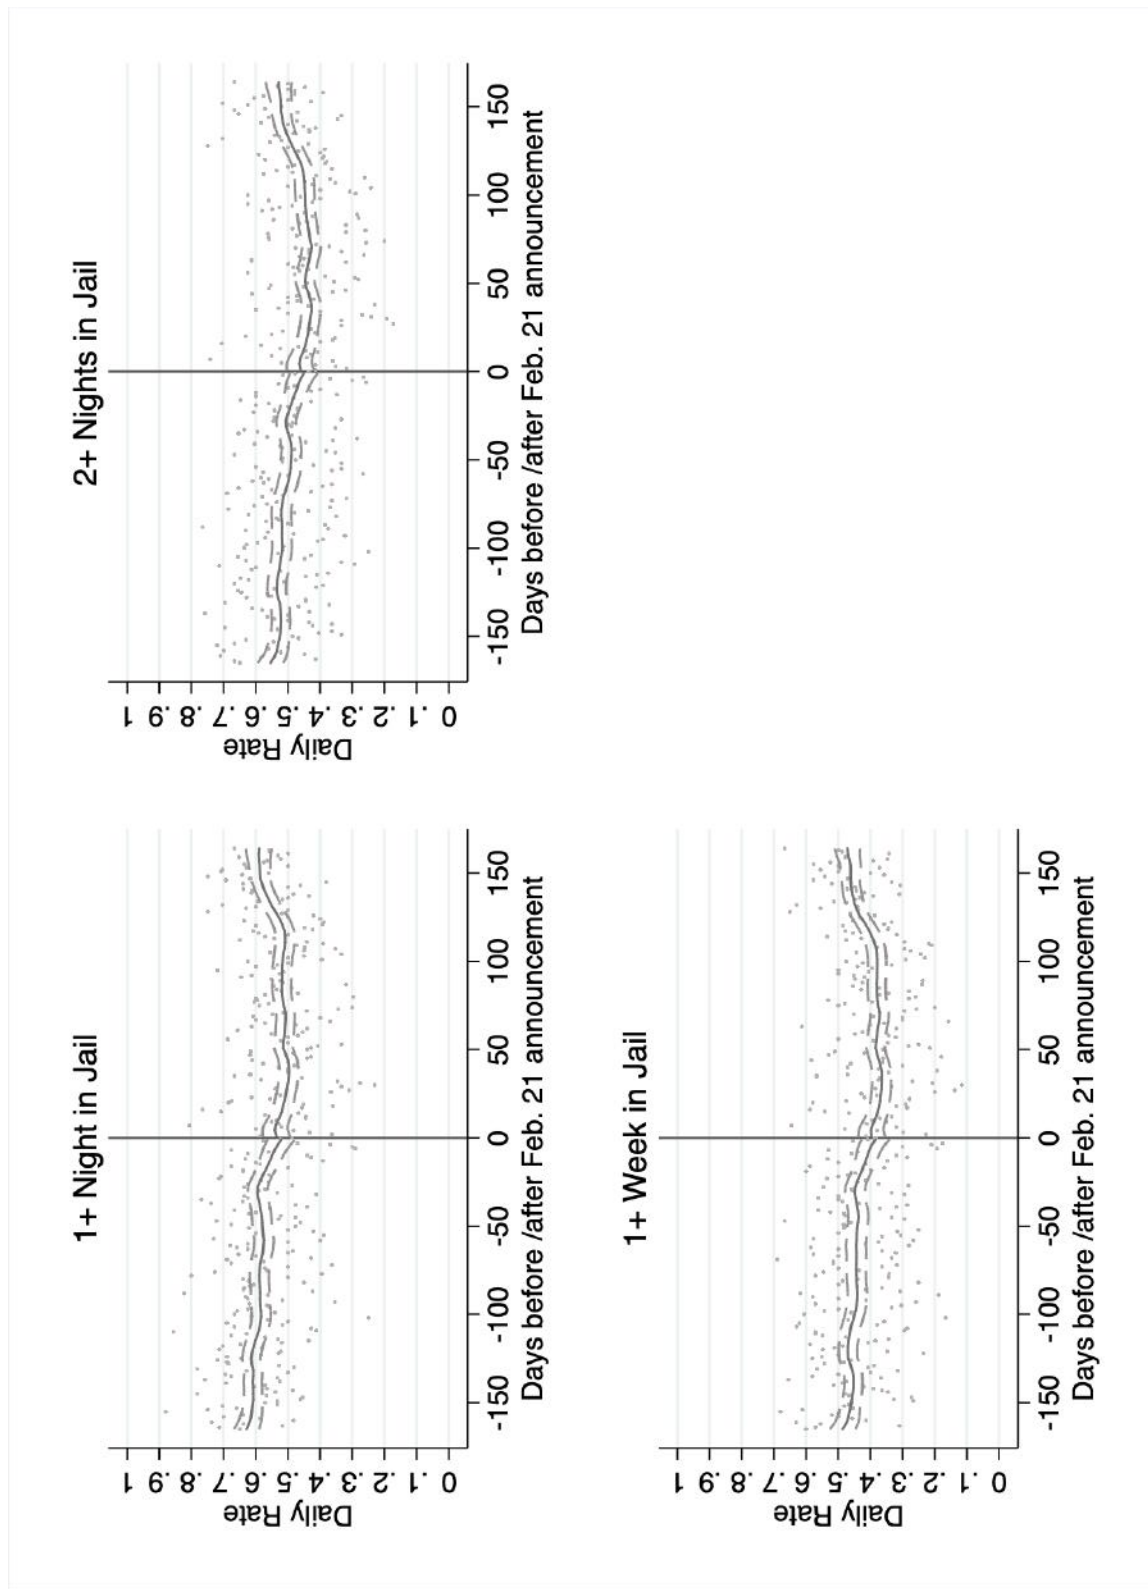 1+ Night in Jail
Daily Rate
1
.9
.8
.7
.6
.5
.4
.3
.2
.1
0
-150 -100 -50 0 50 100 150
Days before /after Feb. 21 announcement
2+ Nights in Jail
Daily Rate
1
.9
.8
.7
.6
.5
.4
.3
.2
.1
0
-150 -100 -50 0 50 100 150
Days before /after Feb. 21 announcement
1+ Week in Jail
Daily Rate
1
.9
.8
.7
.6
.5
.4
.3
.2
.1
0
-150 -100 -50 0 50 100 150
Days before /after Feb. 21 announcement